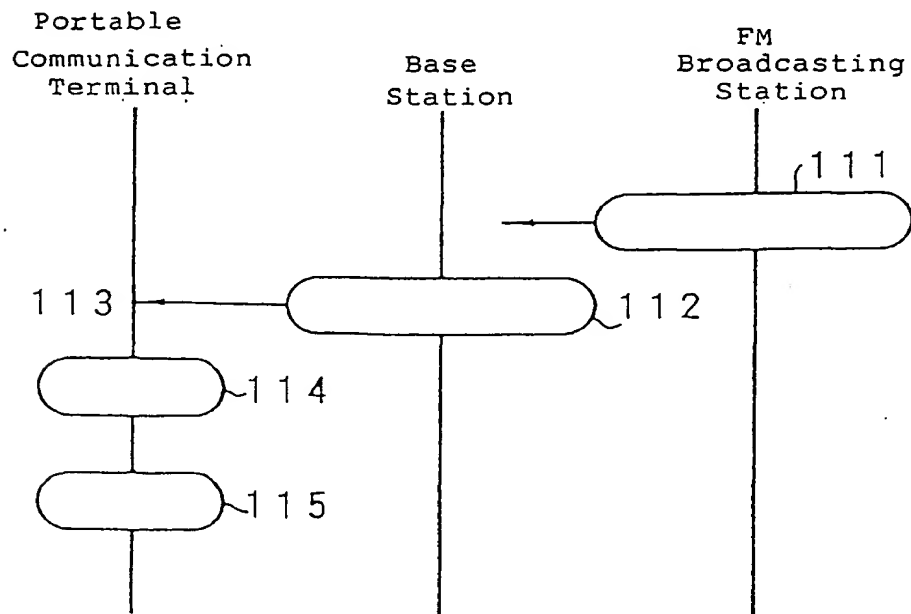 Portable
Communication
Terminal
Base
Station
FM
Broadcasting
Station
111
112
113
114
115